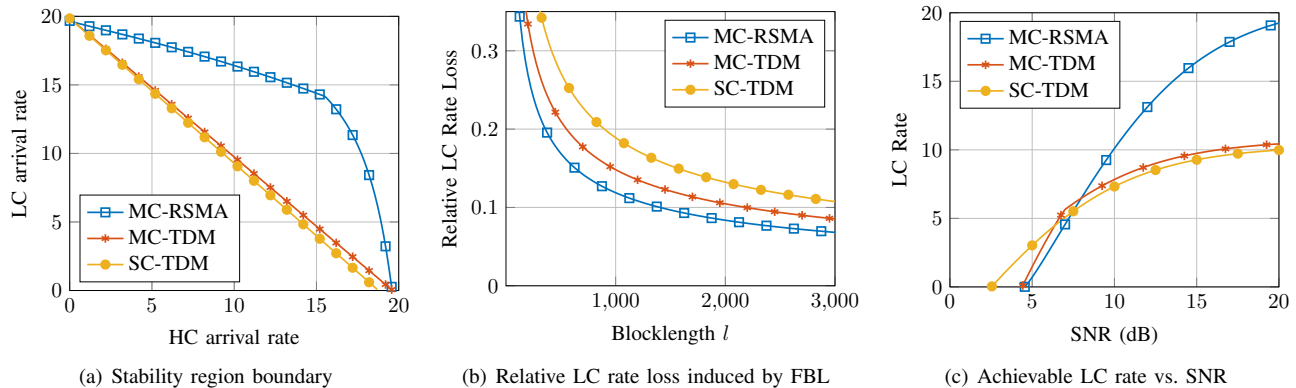 20
15
10
5
0
0
5
10
15
20
LC arrival rate
HC arrival rate
MC-RSMA
MC-TDM
SC-TDM
(a) Stability region boundary
0.3
0.2
0.1
0
1,000
2,000
3,000
Relative LC Rate Loss
Blocklength l
MC-RSMA
MC-TDM
SC-TDM
(b) Relative LC rate loss induced by FBL
20
15
10
5
0
0
5
10
15
20
LC Rate
SNR (dB)
MC-RSMA
MC-TDM
SC-TDM
(c) Achievable LC rate vs. SNR